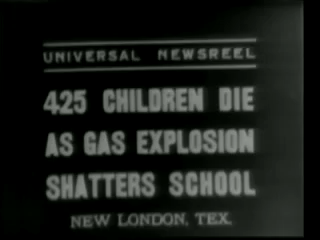 UNIVERSAL NEWSREEL
425 CHILDREN DIE
AS GAS EXPLOSION
SHATTERS SCHOOL
NEW LONDON, TEX.